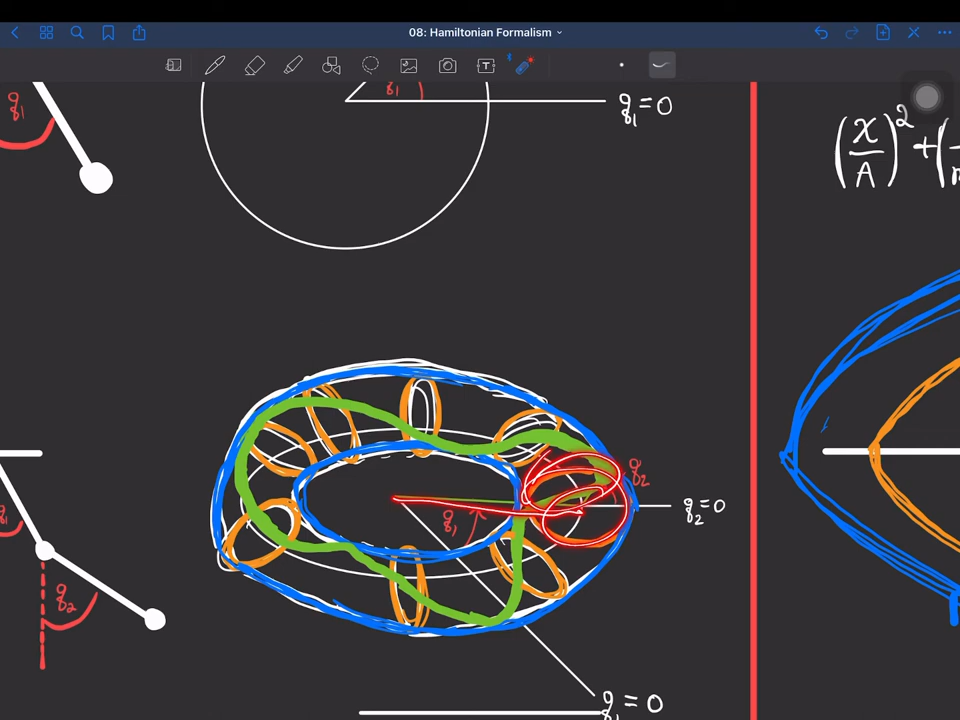 08: Hamiltonian Formalism
T
q₁
q₁
q₁=0
(x/A)² + (
q₂
q₁
q₂=0
q₁
q₂
q₁=0